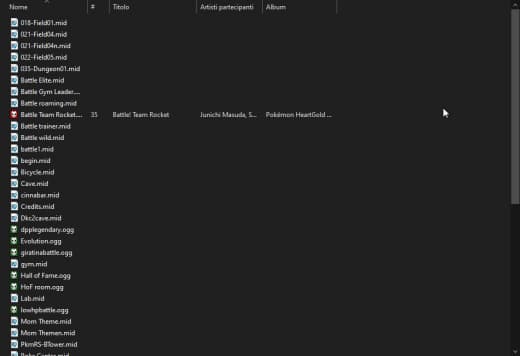 Nome # Titolo Artisti partecipanti Album
018-Field01.mid
021-Field04.mid
021-Field04n.mid
022-Field05.mid
035-Dungeon01.mid
Battle Elite.mid
Battle Gym Leader....
Battle roaming.mid
Battle Team Rocket.... 35 Battle! Team Rocket Junichi Masuda, S... Pokémon HeartGold ...
Battle trainer.mid
Battle wild.mid
battle1.mid
begin.mid
Bicycle.mid
Cave.mid
cinnabar.mid
Credits.mid
Dkc2cave.mid
dpplegendary.ogg
Evolution.ogg
giratinabattle.ogg
gym.mid
Hall of Fame.ogg
HoF room.ogg
Lab.mid
lowhpbattle.ogg
Mom Theme.mid
Mom Themen.mid
PkmRS-BTower.mid
Poke Center.mid